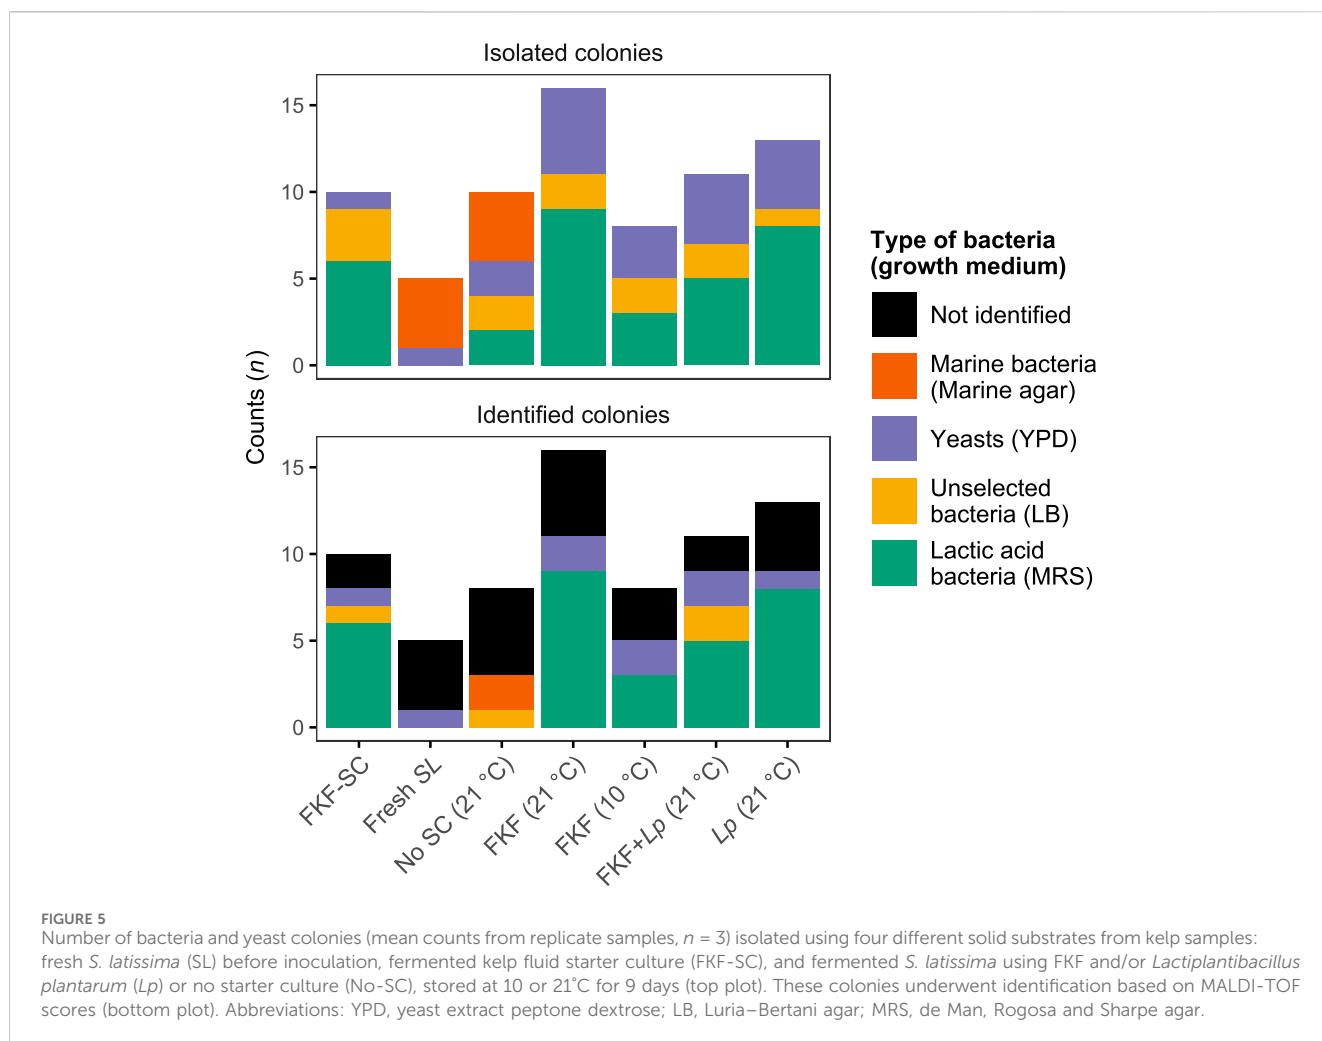 Isolated colonies
15
10
5
0
Counts (n)
Identified colonies
15
10
5
0
FKF-SC
Fresh SL
No SC (21 °C)
FKF (21 °C)
FKF (10 °C)
FKF+Lp (21 °C)
Lp (21 °C)
Type of bacteria
(growth medium)
Not identified
Marine bacteria
(Marine agar)
Yeasts (YPD)
Unselected
bacteria (LB)
Lactic acid
bacteria (MRS)
FIGURE 5
Number of bacteria and yeast colonies (mean counts from replicate samples, n = 3) isolated using four different solid substrates from kelp samples:
fresh S. latissima (SL) before inoculation, fermented kelp fluid starter culture (FKF-SC), and fermented S. latissima using FKF and/or Lactiplantibacillus
plantarum (Lp) or no starter culture (No-SC), stored at 10 or 21˚C for 9 days (top plot). These colonies underwent identification based on MALDI-TOF
scores (bottom plot). Abbreviations: YPD, yeast extract peptone dextrose; LB, Luria–Bertani agar; MRS, de Man, Rogosa and Sharpe agar.